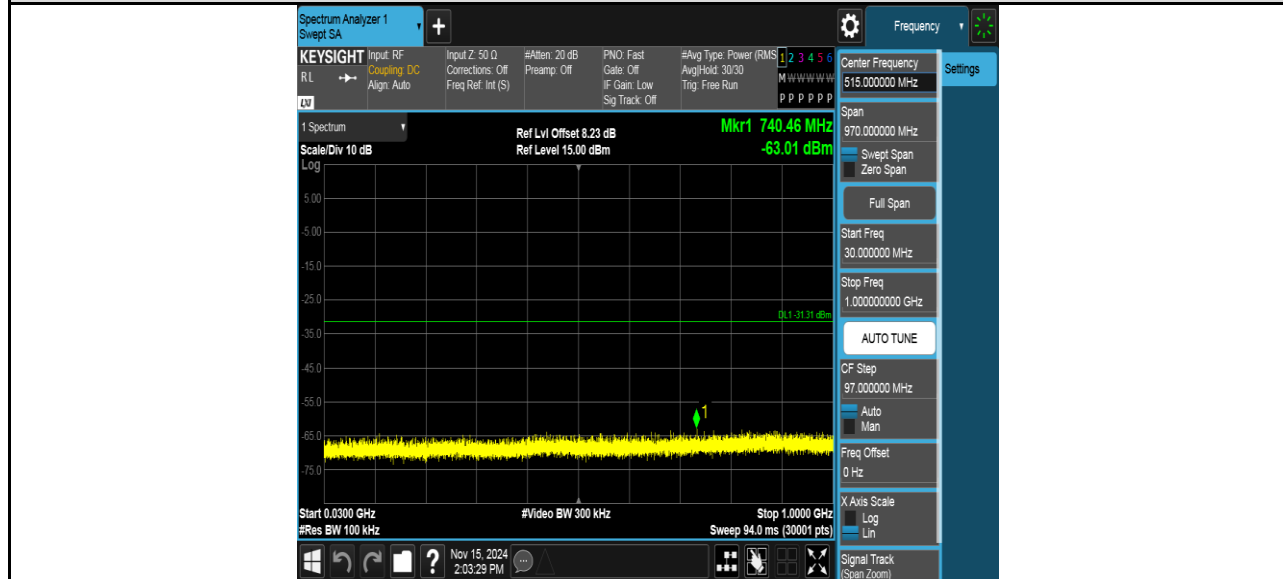 Spectrum Analyzer 1
Swept SA
+
Frequency
KEYSIGHT
RL
LXI
Input: RF
Coupling: DC
Align: Auto
Input Z: 50 Ω
Corrections: Off
Freq Ref: Int (S)
#Atten: 20 dB
Preamp: Off
PNO: Fast
Gate: Off
IF Gain: Low
Sig Track: Off
#Avg Type: Power (RMS
Avg|Hold: 30/30
Trig: Free Run
1 2 3 4 5 6
M W W W W W
P P P P P P
1 Spectrum
Scale/Div 10 dB
Ref Lvl Offset 8.23 dB
Ref Level 15.00 dBm
Mkr1 740.46 MHz
-63.01 dBm
Log
5.00
-5.00
-15.0
-25.0
DL1 -31.31 dBm
-35.0
-45.0
-55.0
1
-65.0
-75.0
Start 0.0300 GHz
#Res BW 100 kHz
#Video BW 300 kHz
Stop 1.0000 GHz
Sweep 94.0 ms (30001 pts)
?
Nov 15, 2024
2:03:29 PM
Center Frequency
515.000000 MHz
Span
970.000000 MHz
Swept Span
Zero Span
Full Span
Start Freq
30.000000 MHz
Stop Freq
1.000000000 GHz
AUTO TUNE
CF Step
97.000000 MHz
Auto
Man
Freq Offset
0 Hz
X Axis Scale
Log
Lin
Signal Track
(Span Zoom)
Settings